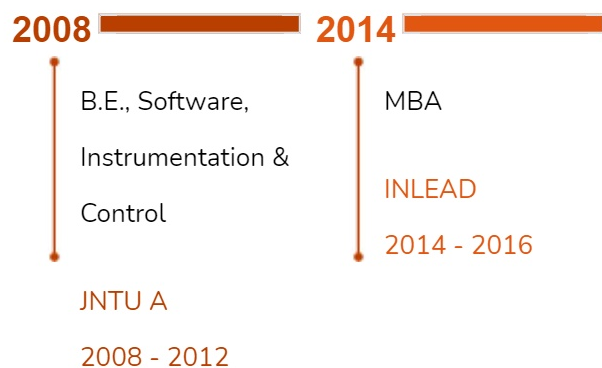 2008
B.E., Software,
Instrumentation &
Control
JNTU A
2008 - 2012
2014
MBA
INLEAD
2014 - 2016